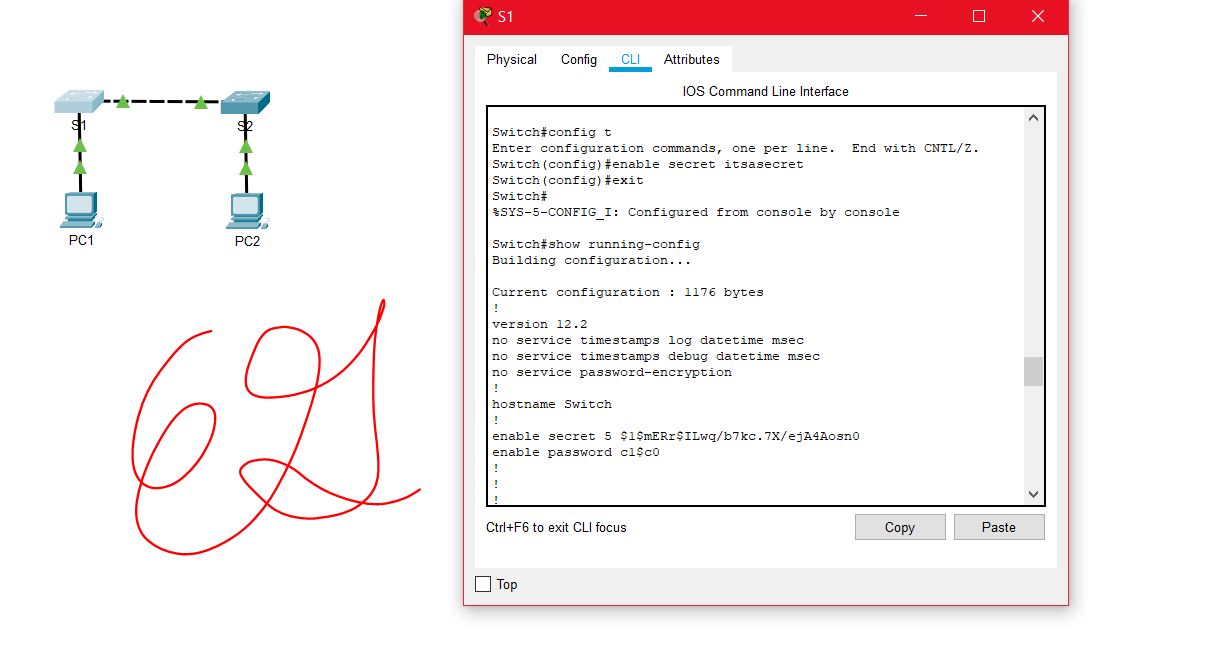 S1
Physical Config CLI Attributes
IOS Command Line Interface
Switch#config t
Enter configuration commands, one per line.  End with CNTL/Z.
Switch(config)#enable secret itsasecret
Switch(config)#exit
Switch#
%SYS-5-CONFIG_I: Configured from console by console
Switch#show running-config
Building configuration...
Current configuration : 1176 bytes
!
version 12.2
no service timestamps log datetime msec
no service timestamps debug datetime msec
no service password-encryption
!
hostname Switch
!
enable secret 5 $1$mERr$ILwq/b7kc.7X/ejA4Aosn0
enable password c1$c0
!
!
!
Ctrl+F6 to exit CLI focus
Copy Paste
Top
S1 S2
PC1 PC2